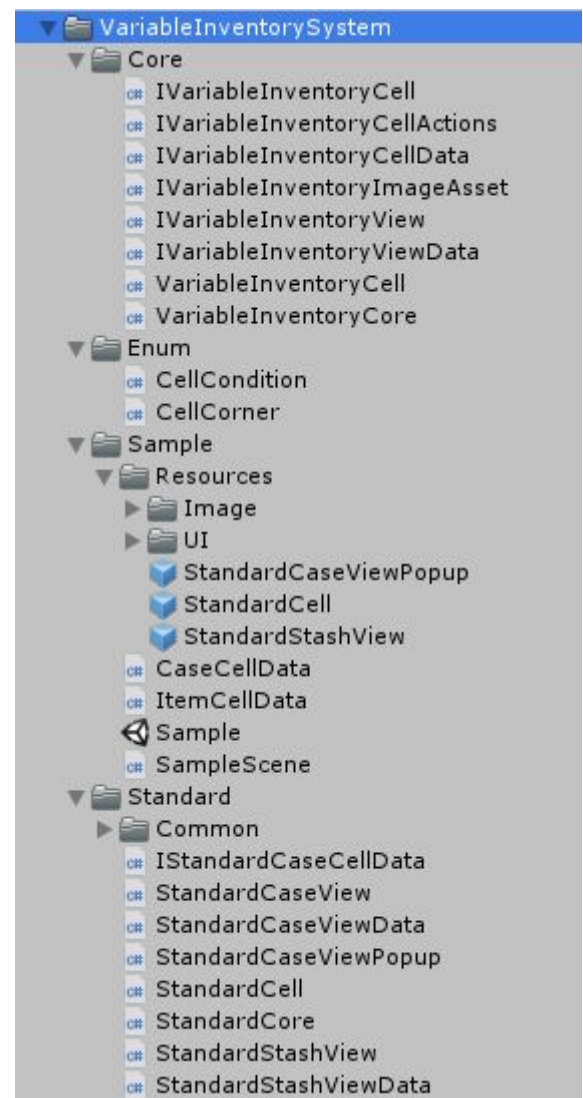 VariableInventorySystem
Core
IVariableInventoryCell
IVariableInventoryCellActions
IVariableInventoryCellData
IVariableInventoryImageAsset
IVariableInventoryView
IVariableInventoryViewData
VariableInventoryCell
VariableInventoryCore
Enum
CellCondition
CellCorner
Sample
Resources
Image
UI
StandardCaseViewPopup
StandardCell
StandardStashView
CaseCellData
ItemCellData
Sample
SampleScene
Standard
Common
IStandardCaseCellData
StandardCaseView
StandardCaseViewData
StandardCaseViewPopup
StandardCell
StandardCore
StandardStashView
StandardStashViewData